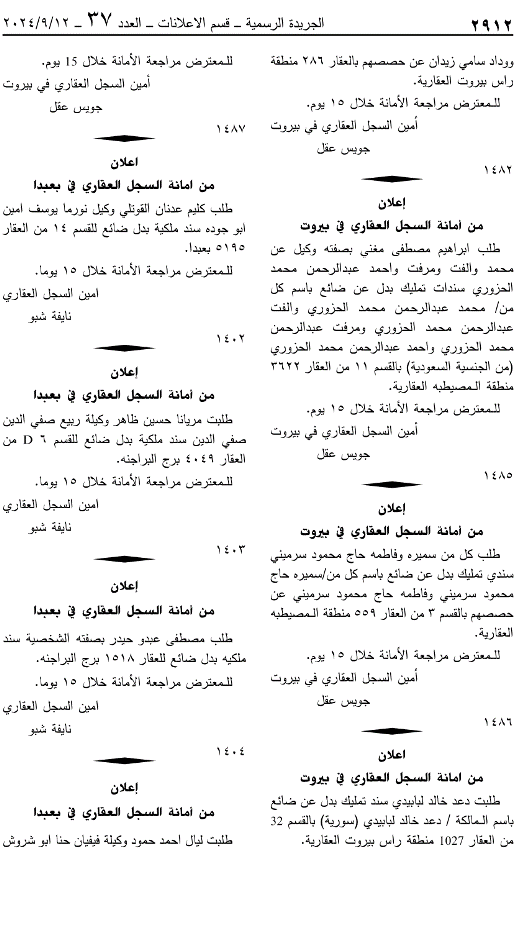 ٢٩١٢
الجريدة الرسمية – قسم الاعلانات – العدد ٣٧ – ٢٠٢٤/٩/١٢
ووداد سامي زيدان عن حصصهم بالعقار ٢٨٦ منطقة
راس بيروت العقارية.
للمعترض مراجعة الأمانة خلال ١٥ يوم.
أمين السجل العقاري في بيروت
جويس عقل
١٤٨٢
إعلان
من أمانة السجل العقاري في بيروت
طلب ابراهيم مصطفى مغني بصفته وكيل عن
محمد والفت ومرفت واحمد عبدالرحمن محمد
الحزوري سندات تمليك بدل عن ضائع باسم كل
من/ محمد عبدالرحمن محمد الحزوري والفت
عبدالرحمن محمد الحزوري ومرفت عبدالرحمن
محمد الحزوري واحمد عبدالرحمن محمد الحزوري
(من الجنسية السعودية) بالقسم ١١ من العقار ٣٦٢٢
منطقة المصيطبه العقارية.
للمعترض مراجعة الأمانة خلال ١٥ يوم.
أمين السجل العقاري في بيروت
جويس عقل
١٤٨٥
إعلان
من أمانة السجل العقاري في بيروت
طلب كل من سميره وفاطمه حاج محمود سرميني
سندي تمليك بدل عن ضائع باسم كل من/سميره حاج
محمود سرميني وفاطمه حاج محمود سرميني عن
حصصهم بالقسم ٣ من العقار ٥٥٩ منطقة المصيطبه
العقارية.
للمعترض مراجعة الأمانة خلال ١٥ يوم.
أمين السجل العقاري في بيروت
جويس عقل
١٤٨٦
اعلان
من امانة السجل العقاري في بيروت
طلبت دعد خالد لبابيدي سند تمليك بدل عن ضائع
باسم المالكة / دعد خالد لبابيدي (سورية) بالقسم 32
من العقار 1027 منطقة راس بيروت العقارية.
للمعترض مراجعة الأمانة خلال 15 يوم.
أمين السجل العقاري في بيروت
جويس عقل
١٤٨٧
اعلان
من امانة السجل العقاري في بعبدا
طلب كليم عدنان القونلي وكيل نورما يوسف امين
ابو جوده سند ملكية بدل ضائع للقسم ١٤ من العقار
٥١٩٥ بعبدا.
للمعترض مراجعة الأمانة خلال ١٥ يوما.
امين السجل العقاري
نايفة شبو
١٤٠٢
إعلان
من أمانة السجل العقاري في بعبدا
طلبت مريانا حسين ظاهر وكيلة ربيع صفي الدين
صفي الدين سند ملكية بدل ضائع للقسم ٦ D من
العقار ٤٠٤٩ برج البراجنه.
للمعترض مراجعة الأمانة خلال ١٥ يوما.
امين السجل العقاري
نايفة شبو
١٤٠٣
إعلان
من أمانة السجل العقاري في بعبدا
طلب مصطفى عبدو حيدر بصفته الشخصية سند
ملكيه بدل ضائع للعقار ١٥١٨ برج البراجنه.
للمعترض مراجعة الأمانة خلال ١٥ يوما.
امين السجل العقاري
نايفة شبو
١٤٠٤
إعلان
من أمانة السجل العقاري في بعبدا
طلبت ليال احمد حمود وكيلة فيفيان حنا ابو شروش